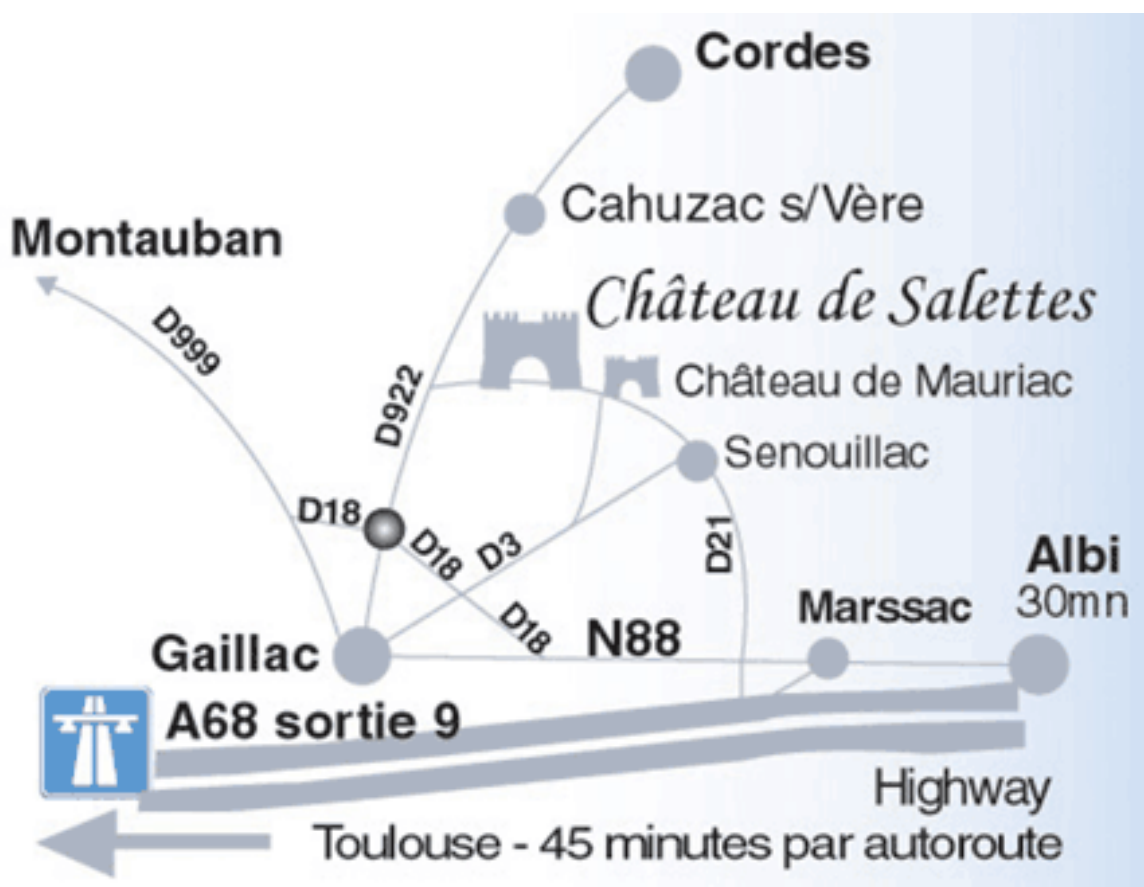 Cordes
Cahuzac s/Vère
Montauban
Château de Salettes
D999
Château de Mauriac
D922
Senouillac
D18
D18
D3
D21
Albi
30mn
Marssac
D18
N88
Gaillac
A68 sortie 9
Highway
Toulouse - 45 minutes par autoroute